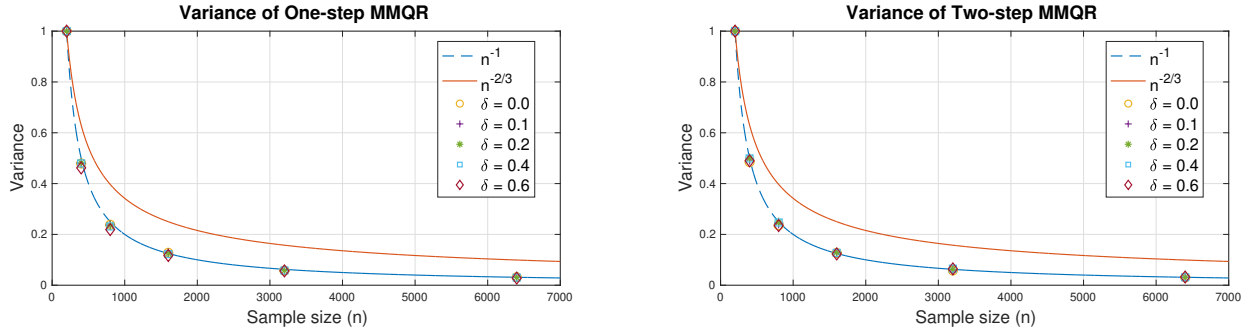 Variance of One-step MMQR
Variance
1
0.8
0.6
0.4
0.2
0
0 1000 2000 3000 4000 5000 6000 7000
Sample size (n)
n^-1
n^-2/3
δ = 0.0
δ = 0.1
δ = 0.2
δ = 0.4
δ = 0.6
Variance of Two-step MMQR
Variance
1
0.8
0.6
0.4
0.2
0
0 1000 2000 3000 4000 5000 6000 7000
Sample size (n)
n^-1
n^-2/3
δ = 0.0
δ = 0.1
δ = 0.2
δ = 0.4
δ = 0.6